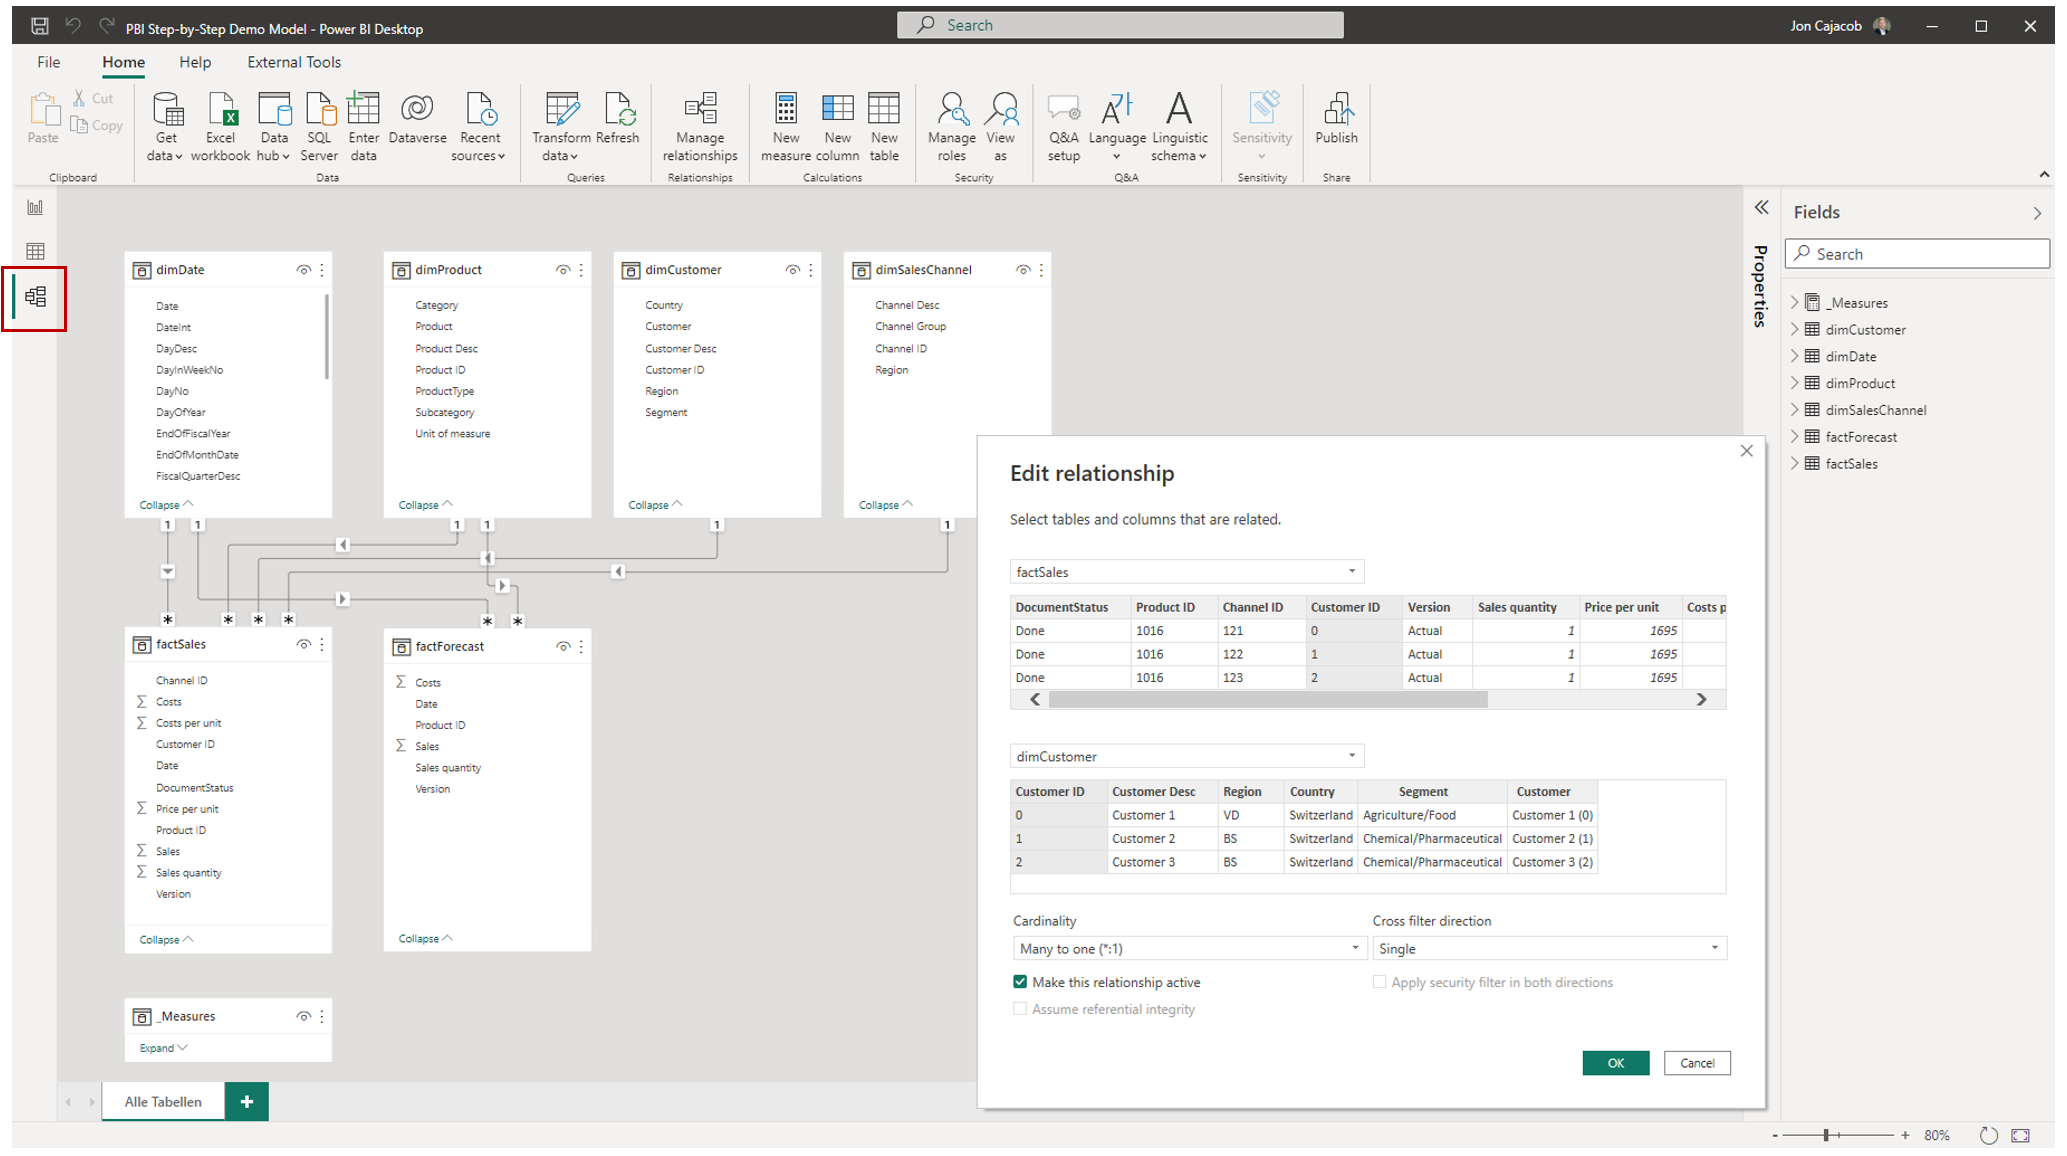 PBI Step-by-Step Demo Model - Power BI Desktop
Search
Jon Cajacob
File Home Help External Tools
Paste
Cut
Copy
Clipboard
Get data
Excel workbook
Data hub
SQL Server
Enter data
Dataverse
Recent sources
Data
Transform data
Refresh
Queries
Manage relationships
Relationships
New measure
New column
New table
Calculations
Manage roles
View as
Security
Q&A setup
Language
Linguistic schema
Q&A
Sensitivity
Sensitivity
Publish
Share
dimDate
Date
DateInt
DayDesc
DayInWeekNo
DayNo
DayOfYear
EndOfFiscalYear
EndOfMonthDate
FiscalQuarterDesc
Collapse
dimProduct
Category
Product
Product Desc
Product ID
ProductType
Subcategory
Unit of measure
Collapse
dimCustomer
Country
Customer
Customer Desc
Customer ID
Region
Segment
Collapse
dimSalesChannel
Channel Desc
Channel Group
Channel ID
Region
Collapse
1 1 1 1 1 1
* * * * * *
factSales
Channel ID
Σ Costs
Σ Costs per unit
Customer ID
Date
DocumentStatus
Σ Price per unit
Product ID
Σ Sales
Σ Sales quantity
Version
Collapse
factForecast
Σ Costs
Date
Product ID
Σ Sales
Sales quantity
Version
Collapse
_Measures
Expand
Edit relationship
Select tables and columns that are related.
factSales
DocumentStatus Product ID Channel ID Customer ID Version Sales quantity Price per unit Costs p
Done 1016 121 0 Actual 1 1695
Done 1016 122 1 Actual 1 1695
Done 1016 123 2 Actual 1 1695
dimCustomer
Customer ID Customer Desc Region Country Segment Customer
0 Customer 1 VD Switzerland Agriculture/Food Customer 1 (0)
1 Customer 2 BS Switzerland Chemical/Pharmaceutical Customer 2 (1)
2 Customer 3 BS Switzerland Chemical/Pharmaceutical Customer 3 (2)
Cardinality
Many to one (*:1)
Cross filter direction
Single
Make this relationship active
Apply security filter in both directions
Assume referential integrity
OK
Cancel
Properties
Fields
Search
_Measures
dimCustomer
dimDate
dimProduct
dimSalesChannel
factForecast
factSales
Alle Tabellen
+
- + 80%